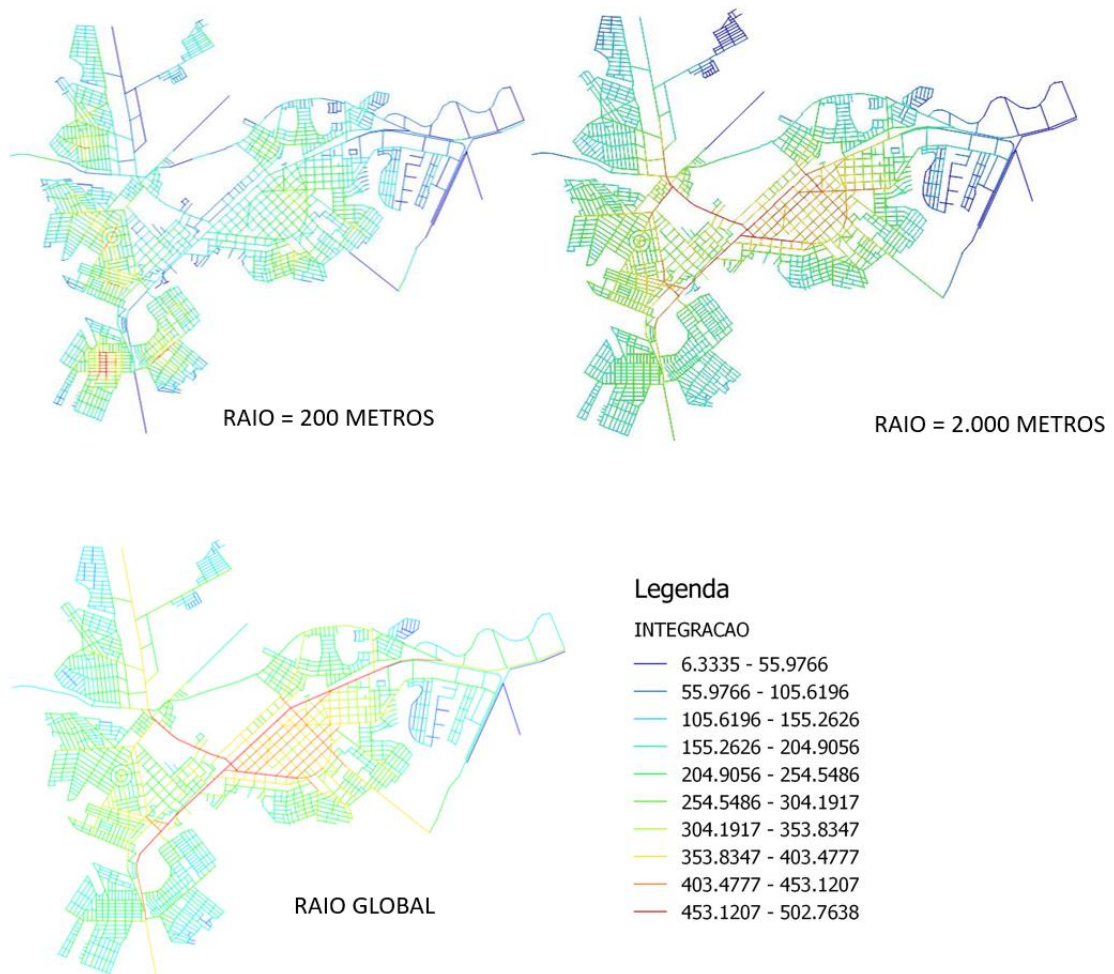 RAIO = 200 METROS
RAIO = 2.000 METROS
RAIO GLOBAL
Legenda
INTEGRACAO
6.3335 - 55.9766
55.9766 - 105.6196
105.6196 - 155.2626
155.2626 - 204.9056
204.9056 - 254.5486
254.5486 - 304.1917
304.1917 - 353.8347
353.8347 - 403.4777
403.4777 - 453.1207
453.1207 - 502.7638